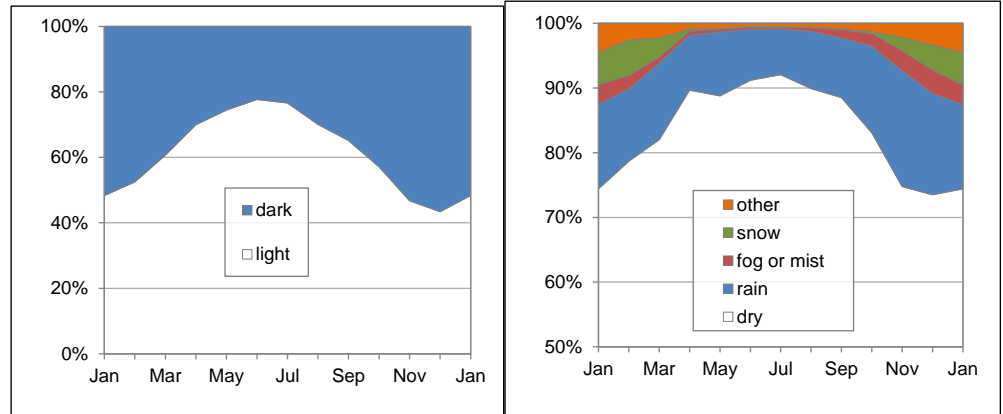 100%
80%
60%
40%
20%
0%
dark
light
Jan Mar May Jul Sep Nov Jan
100%
90%
80%
70%
60%
50%
other
snow
fog or mist
rain
dry
Jan Mar May Jul Sep Nov Jan